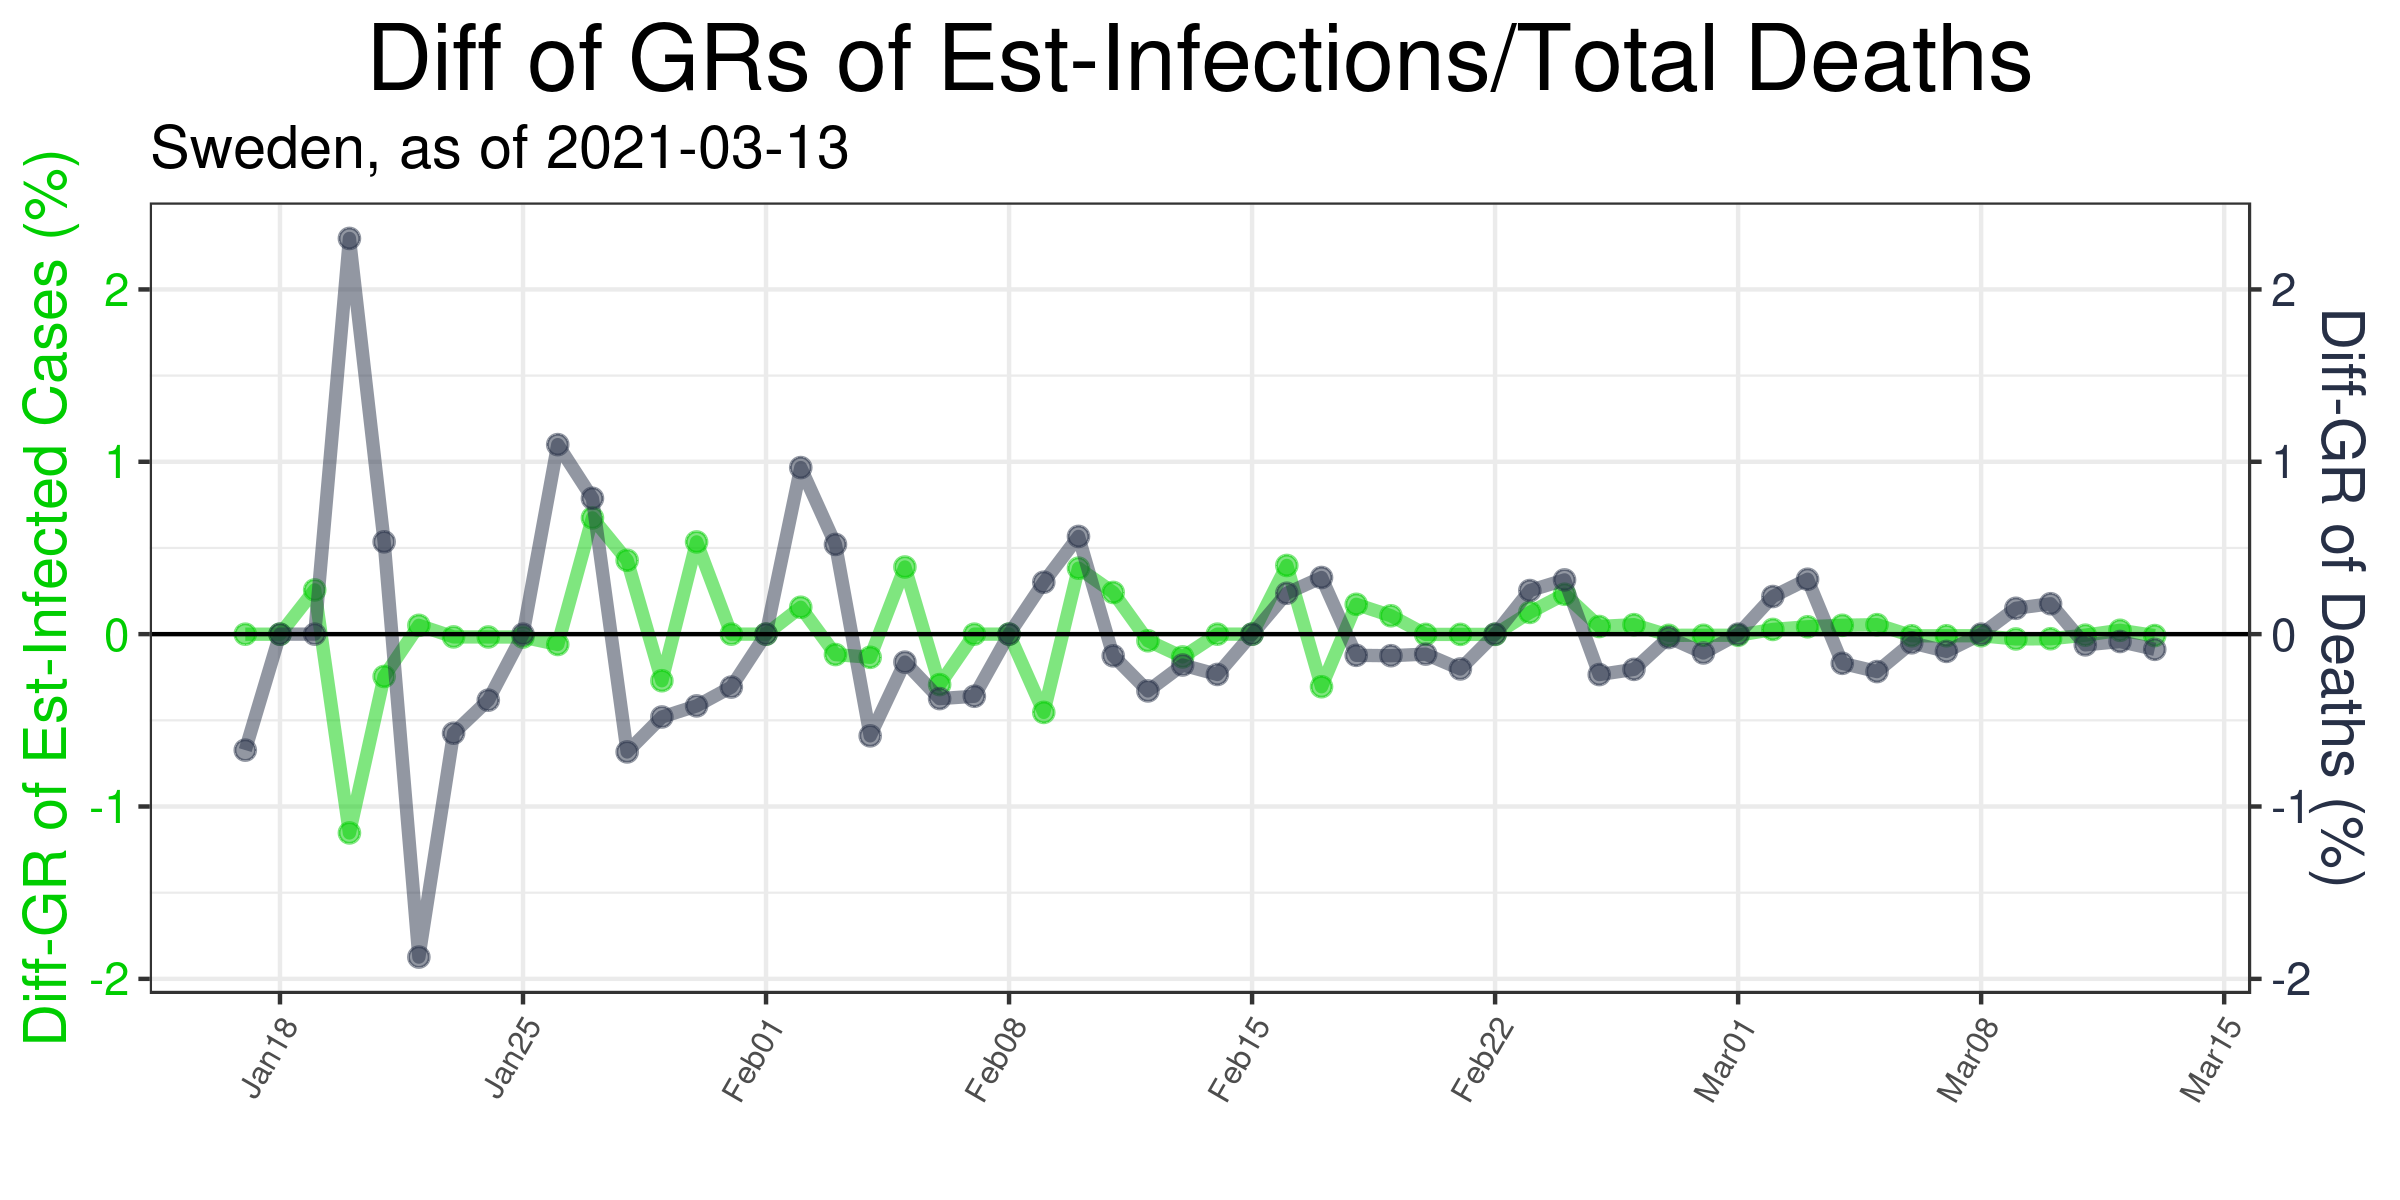 Diff of GRs of Est-Infections/Total Deaths
Sweden, as of 2021-03-13
Diff-GR of Est-Infected Cases (%)
2
1
0
-1
-2
2
1
0
-1
-2
Diff-GR of Deaths (%)
Jan18
Jan25
Feb01
Feb08
Feb15
Feb22
Mar01
Mar08
Mar15